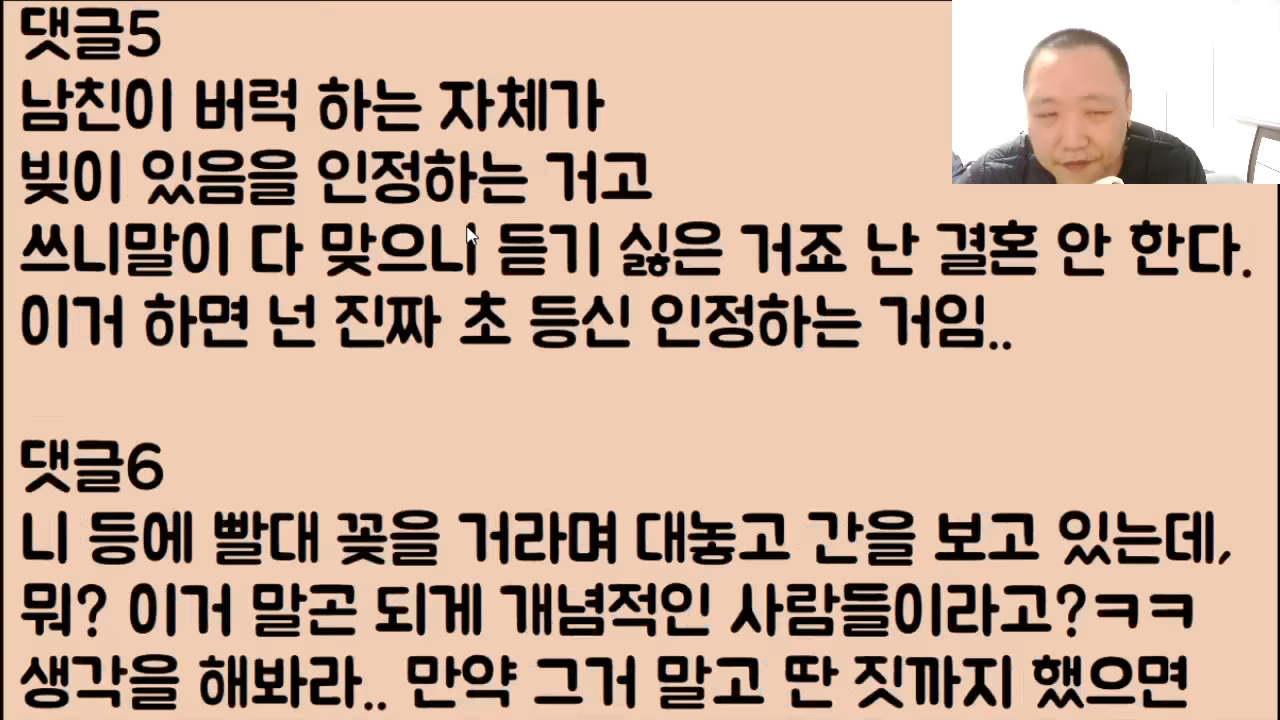 댓글5
남친이 버럭 하는 자체가
빚이 있음을 인정하는 거고
쓰니말이 다 맞으니 듣기 싫은 거죠 난 결혼 안 한다.
이거 하면 넌 진짜 초 등신 인정하는 거임..
댓글6
니 등에 빨대 꽂을 거라며 대놓고 간을 보고 있는데,
뭐? 이거 말곤 되게 개념적인 사람들이라고?ㅋㅋ
생각을 해봐라.. 만약 그거 말고 딴 짓까지 했으면